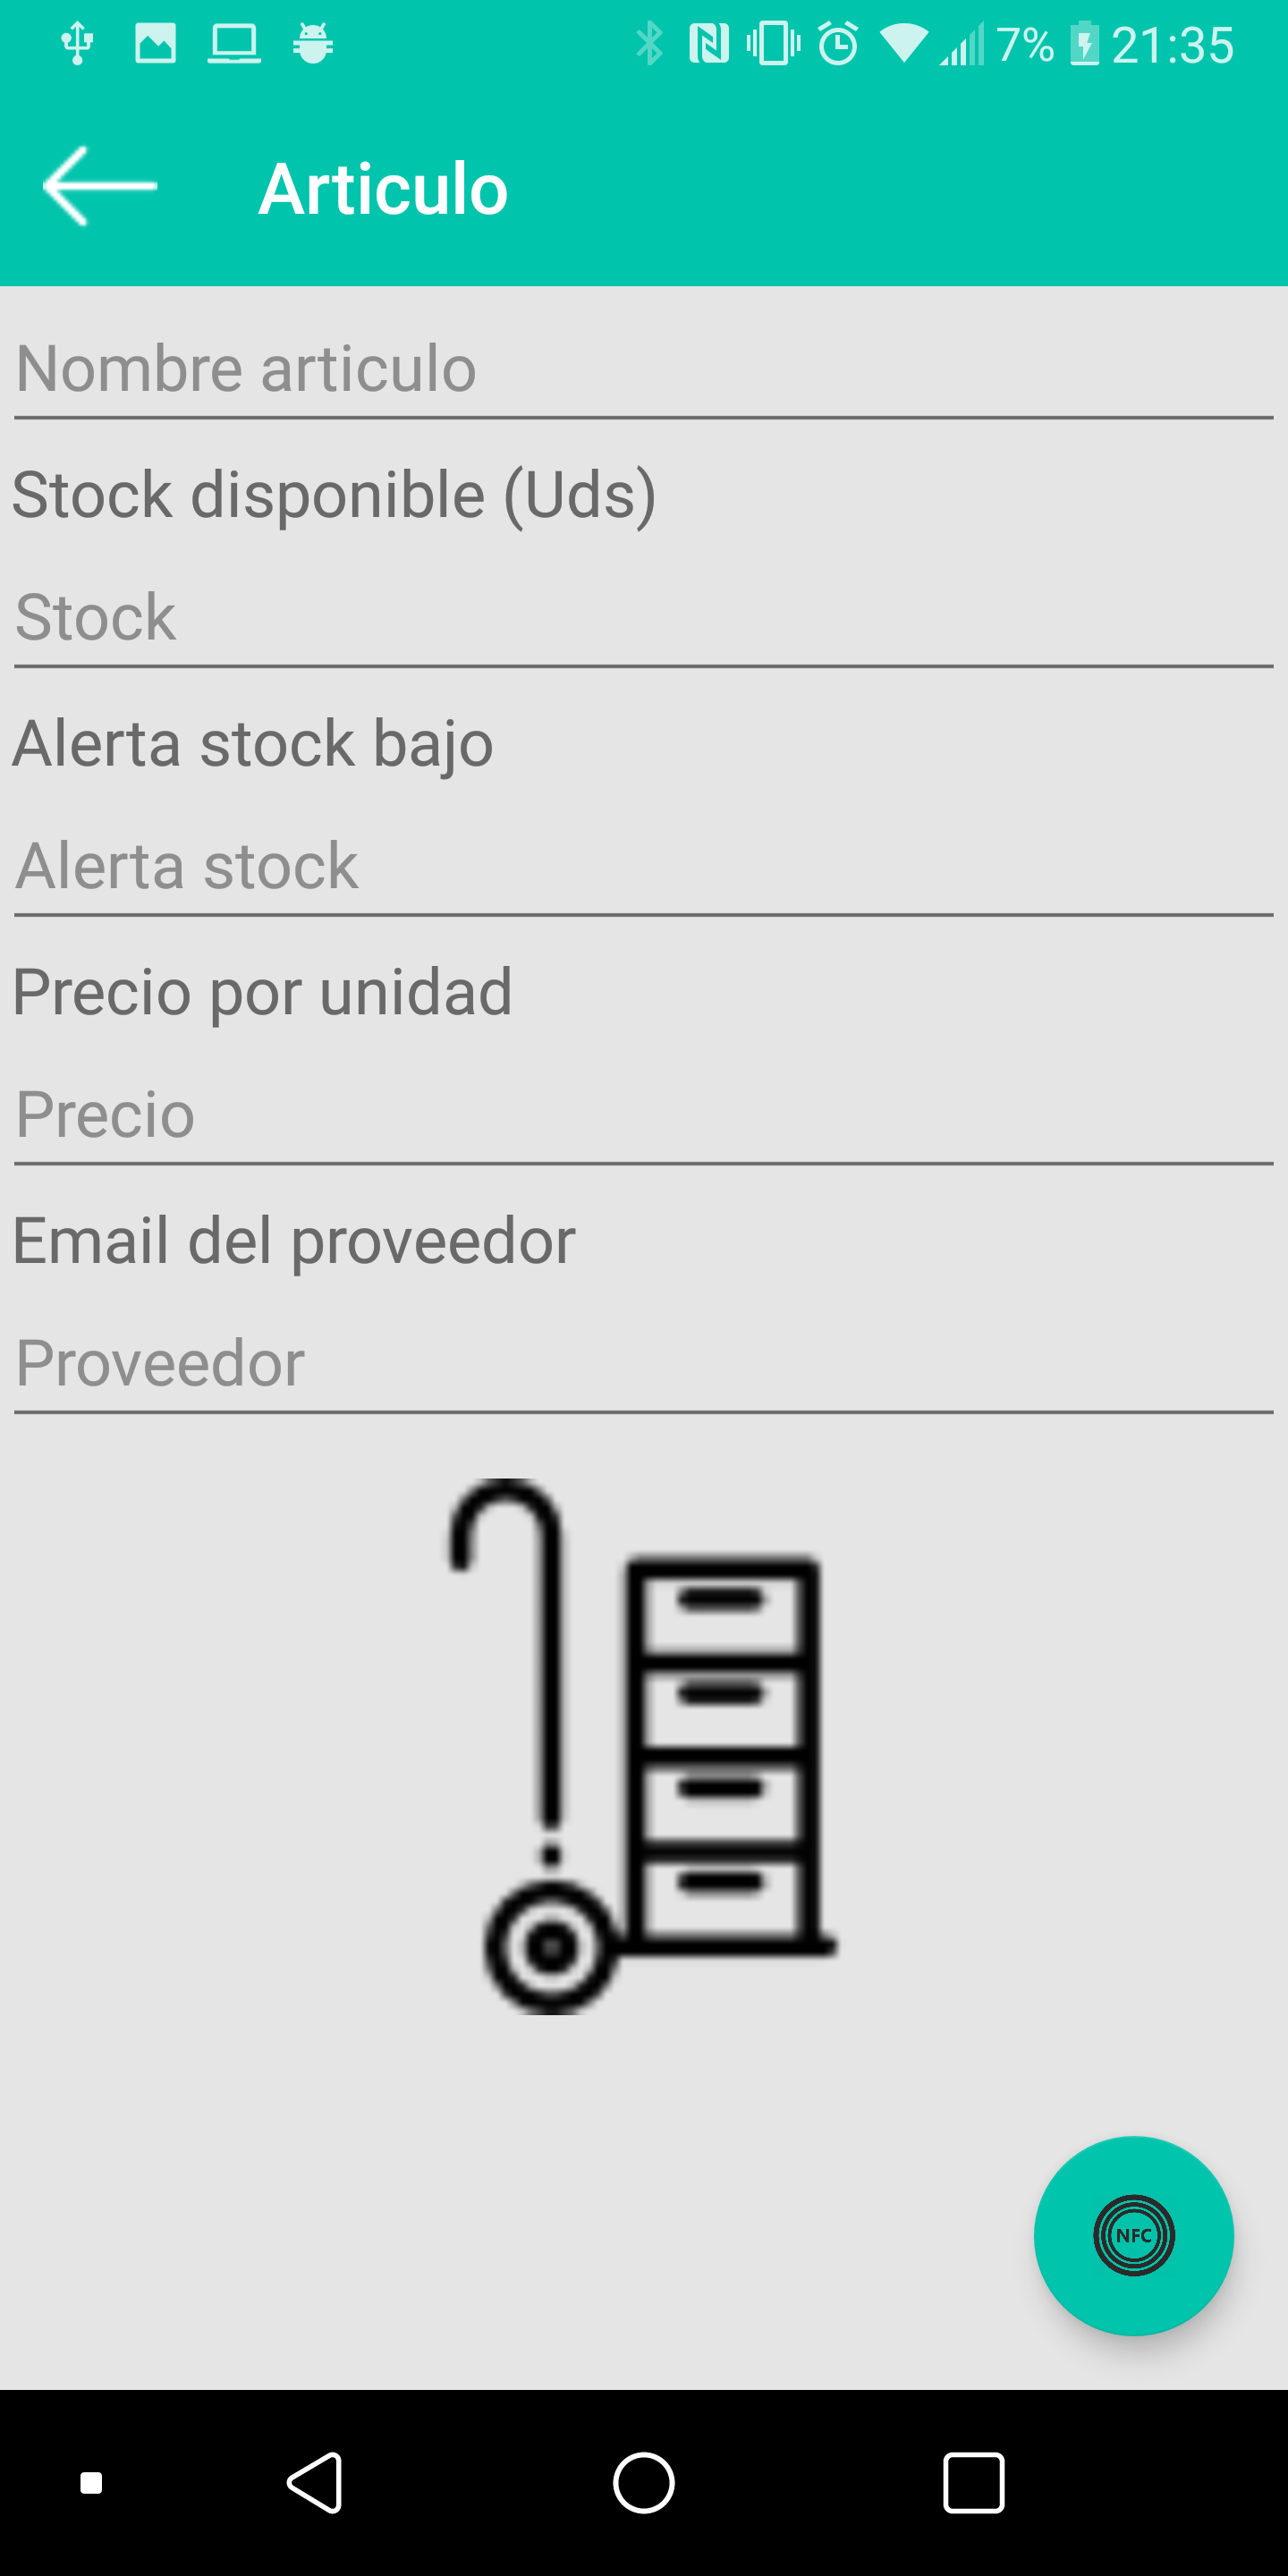 7% 21:35
Articulo
Nombre articulo
Stock disponible (Uds)
Stock
Alerta stock bajo
Alerta stock
Precio por unidad
Precio
Email del proveedor
Proveedor
NFC